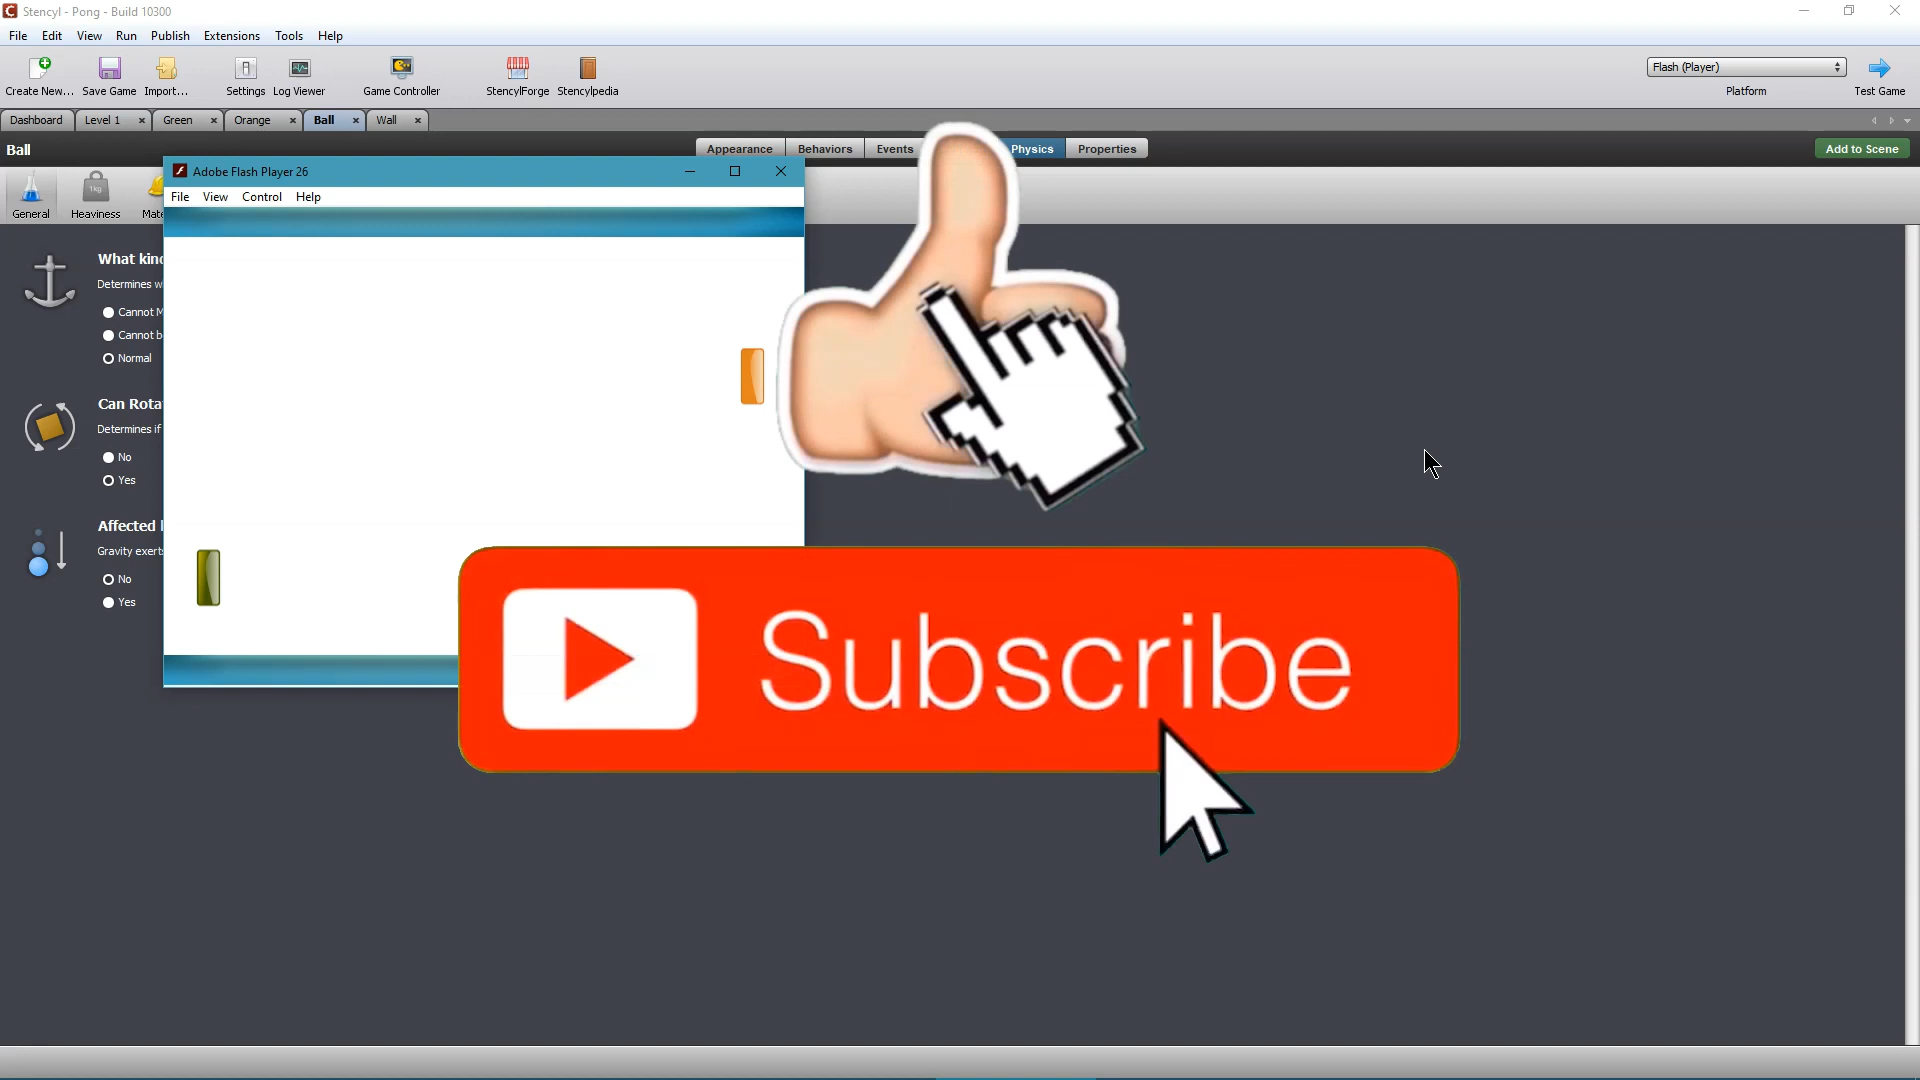 Stencyl - Pong - Build 10300
File Edit View Run Publish Extensions Tools Help
Create New... Save Game Import... Settings Log Viewer Game Controller StencylForge Stencylpedia
Flash (Player)
Platform Test Game
Dashboard Level 1 Green Orange Ball Wall
Ball
Appearance Behaviors Events Physics Properties
Add to Scene
Adobe Flash Player 26
File View Control Help
General Heaviness
1kg
What
Determines
Cannot
Cannot
Normal
Can
Determines if
No
Yes
Affected
Gravity
No
Yes
Subscribe